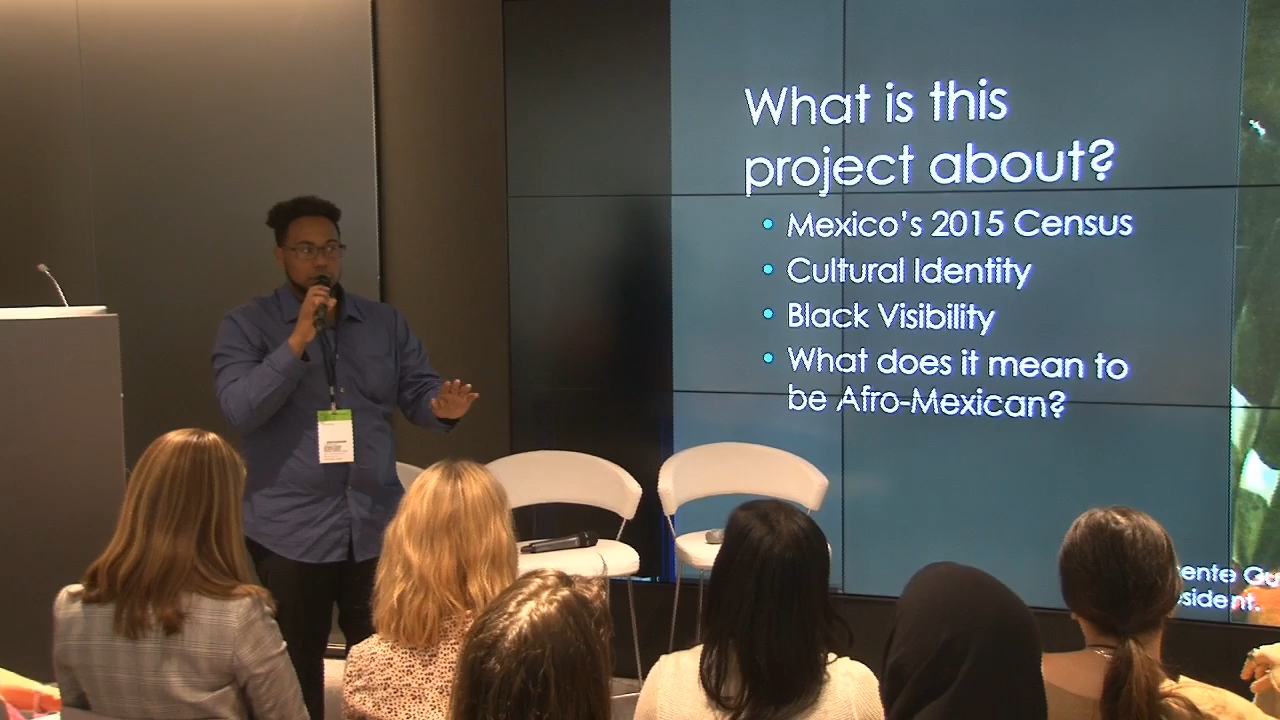 What is this
project about?
• Mexico's 2015 Census
• Cultural Identity
• Black Visibility
• What does it mean to
be Afro-Mexican?